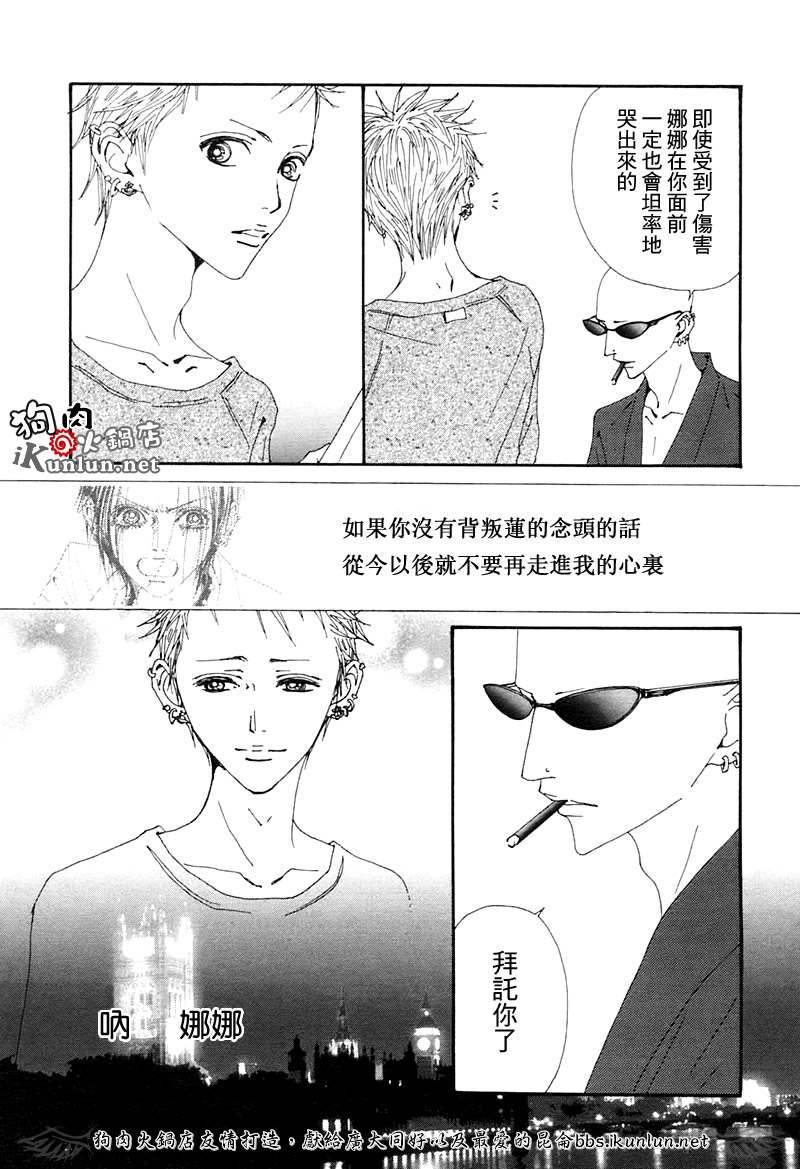 即使受到了傷害
娜娜在你面前
一定也會坦率地
哭出來的
狗肉
火鍋店
iKunlun.net
如果你沒有背叛蓮的念頭的話
從今以後就不要再走進我的心裏
拜託你了
吶 娜娜
狗肉火鍋店友情打造，獻給廣大同好以及最愛的昆侖bbs.ikunlun.net